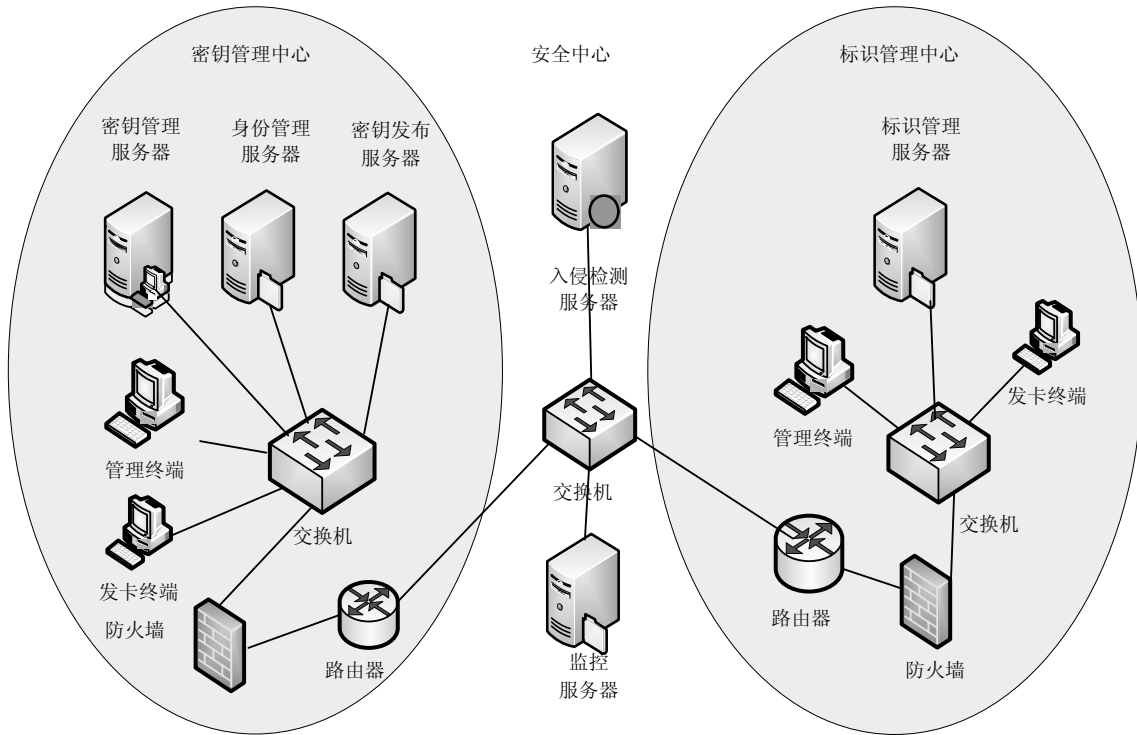 密钥管理中心
安全中心
标识管理中心
密钥管理
服务器
身份管理
服务器
密钥发布
服务器
标识管理
服务器
入侵检测
服务器
管理终端
发卡终端
交换机
防火墙
路由器
交换机
监控
服务器
管理终端
发卡终端
交换机
路由器
防火墙